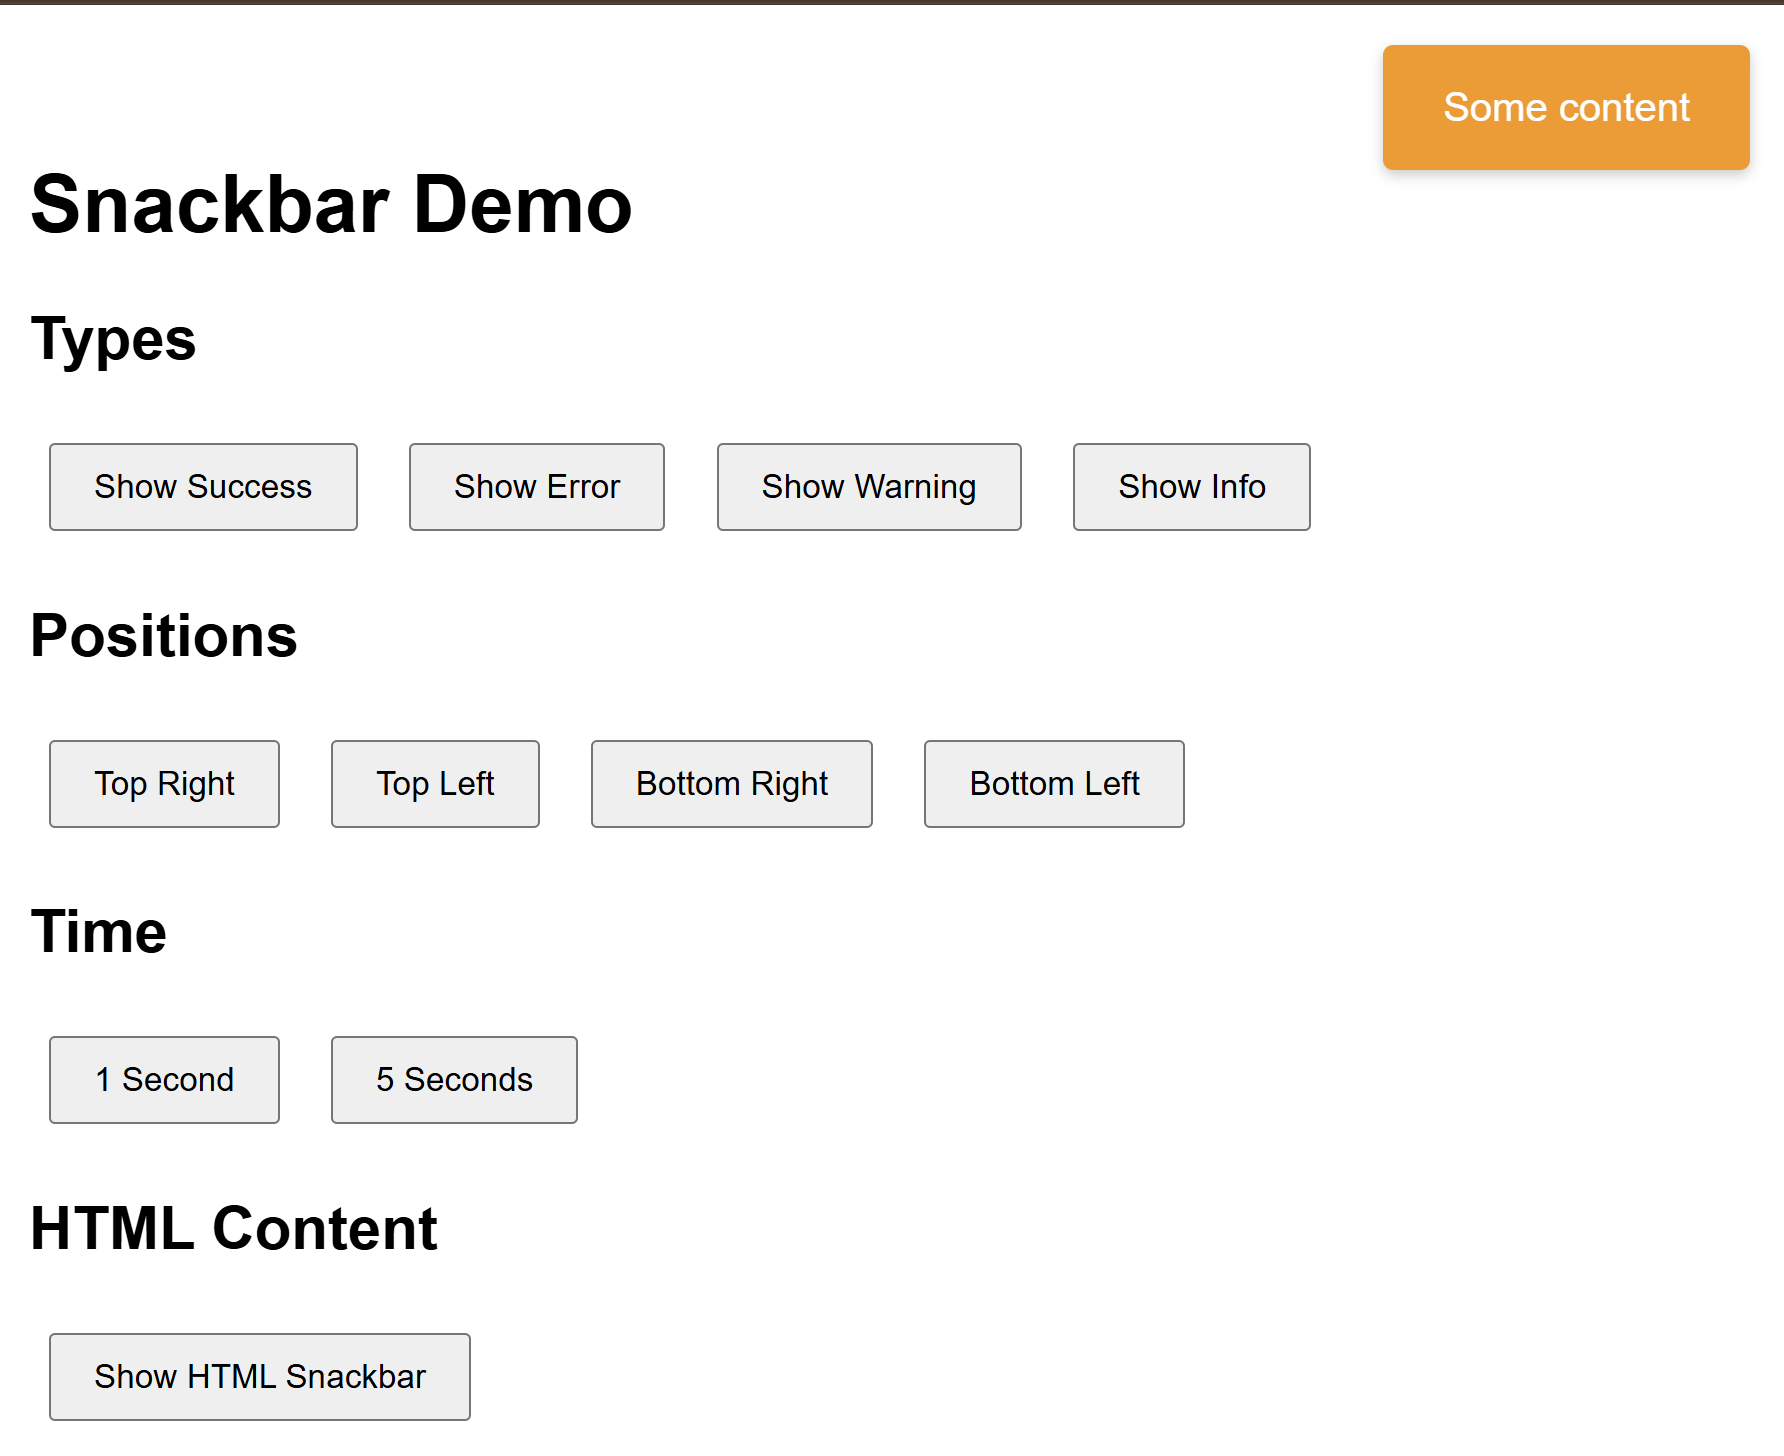 Some content
Snackbar Demo
Types
Show Success Show Error Show Warning Show Info
Positions
Top Right Top Left Bottom Right Bottom Left
Time
1 Second 5 Seconds
HTML Content
Show HTML Snackbar